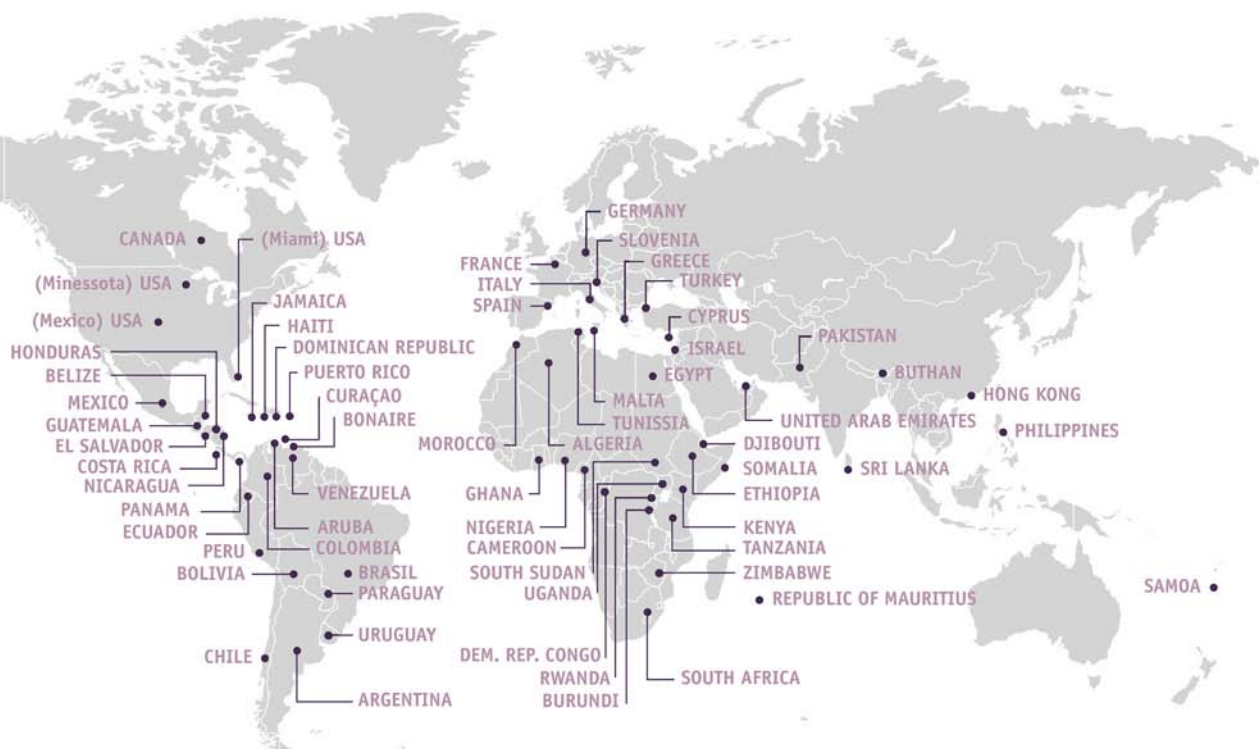 GERMANY
CANADA
(Miami) USA
SLOVENIA
FRANCE
GREECE
(Minessota) USA
ITALY
TURKEY
JAMAICA
SPAIN
(Mexico) USA
HAITI
CYPRUS
PAKISTAN
HONDURAS
DOMINICAN REPUBLIC
ISRAEL
BELIZE
PUERTO RICO
EGYPT
BUTHAN
CURAÇAO
MEXICO
MALTA
HONG KONG
GUATEMALA
BONAIRE
TUNISSIA
UNITED ARAB EMIRATES
PHILIPPINES
EL SALVADOR
MOROCCO
ALGERIA
DJIBOUTI
COSTA RICA
SOMALIA
SRI LANKA
NICARAGUA
VENEZUELA
GHANA
ETHIOPIA
PANAMA
ECUADOR
ARUBA
NIGERIA
KENYA
PERU
COLOMBIA
CAMEROON
TANZANIA
BOLIVIA
BRASIL
SOUTH SUDAN
ZIMBABWE
PARAGUAY
UGANDA
REPUBLIC OF MAURITIUS
SAMOA
URUGUAY
CHILE
DEM. REP. CONGO
RWANDA
SOUTH AFRICA
ARGENTINA
BURUNDI